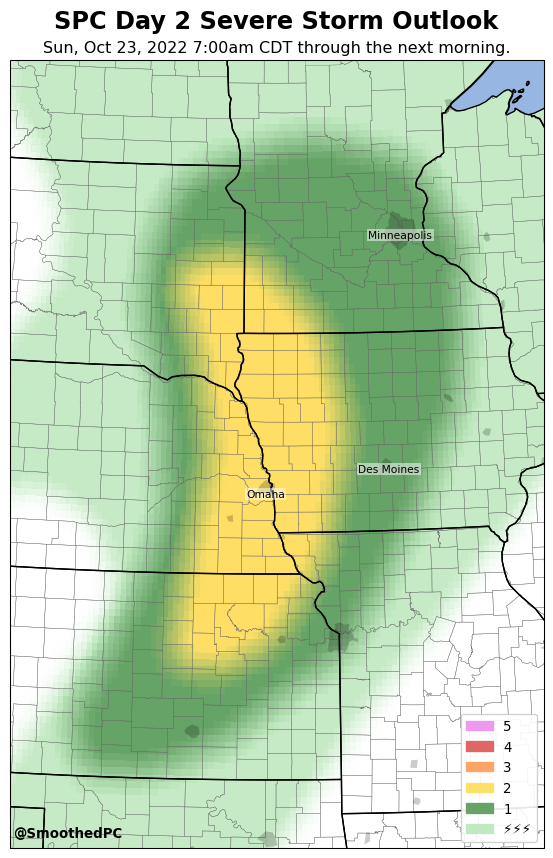 SPC Day 2 Severe Storm Outlook
Sun, Oct 23, 2022 7:00am CDT through the next morning.
Minneapolis
Des Moines
Omaha
5
4
3
2
1
⚡⚡⚡
@SmoothedPC